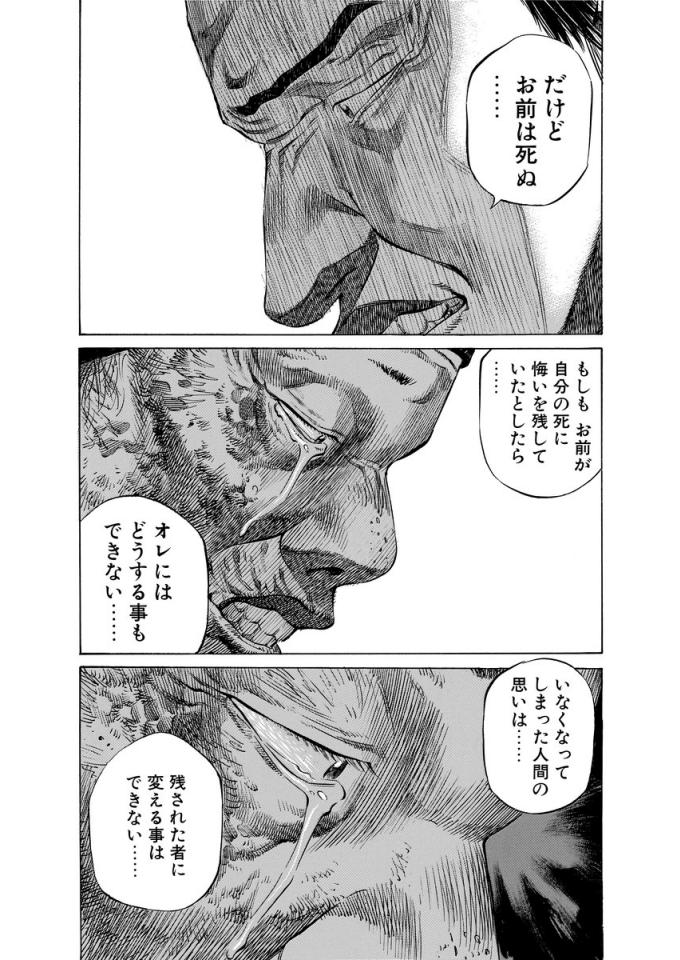 だけど
お前は死ぬ
……
もしも お前が
自分の死に
悔いを残して
いたとしたら
……
オレには
どうする事も
できない……
いなくなって
しまった人間の
思いは……
残された者に
変える事は
できない……